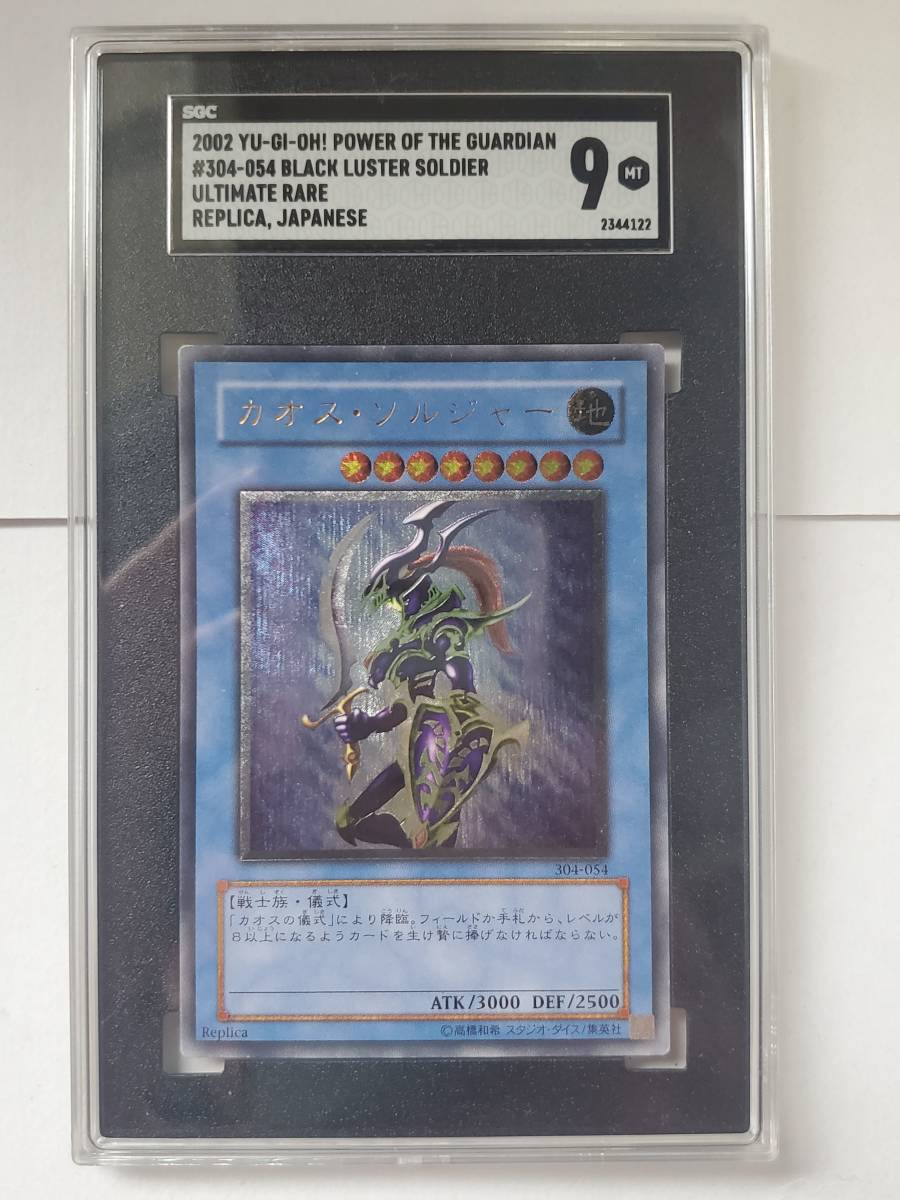 SGC
2002 YU-GI-OH! POWER OF THE GUARDIAN
#304-054 BLACK LUSTER SOLDIER
ULTIMATE RARE
REPLICA, JAPANESE
9 MT
2344122
カオス・ソルジャー 地
304-054
【戦士族・儀式】
「カオスの儀式」により降臨。フィールドか手札から、レベルが
8以上になるようカードを生け贄に捧げなければならない。
ATK/3000 DEF/2500
Replica ©高橋和希 スタジオ・ダイス/集英社